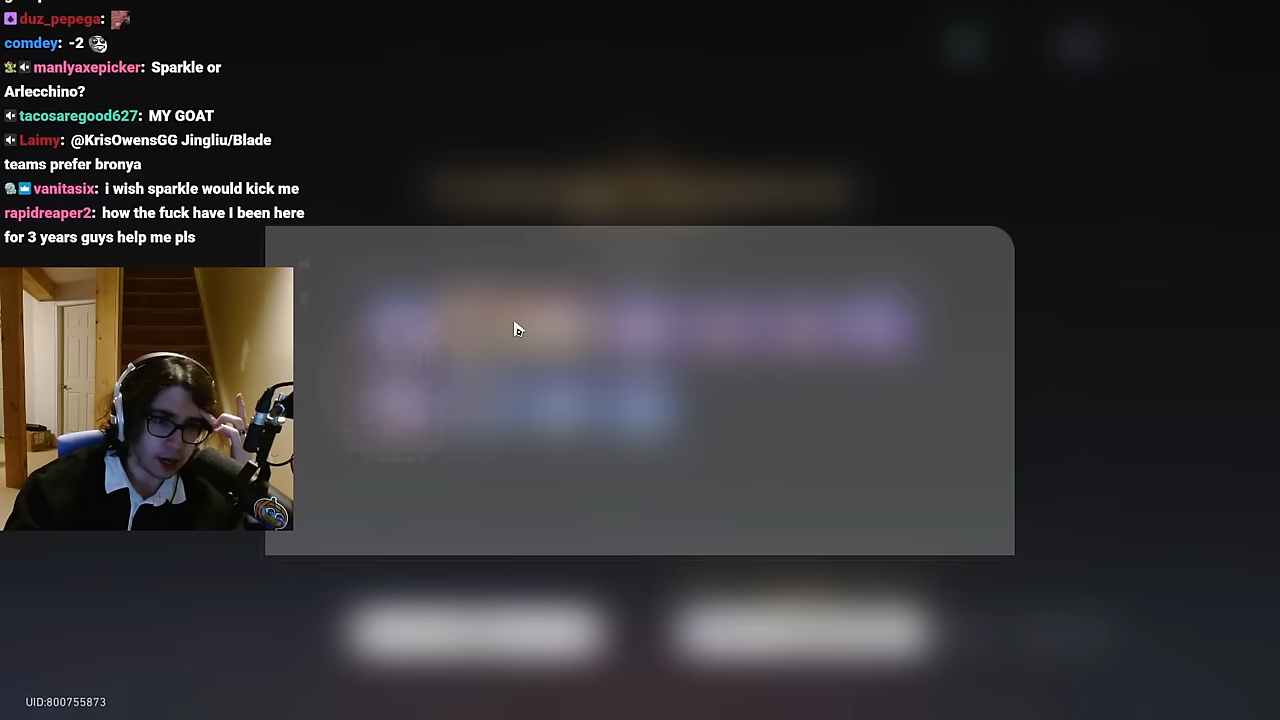 duz_pepega:
comdey: -2
manlyaxepicker: Sparkle or
Arlecchino?
tacosaregood627: MY GOAT
Laimy: @KrisOwensGG Jingliu/Blade
teams prefer bronya
vanitasix: i wish sparkle would kick me
rapidreaper2: how the fuck have I been here
for 3 years guys help me pls
UID:800755873